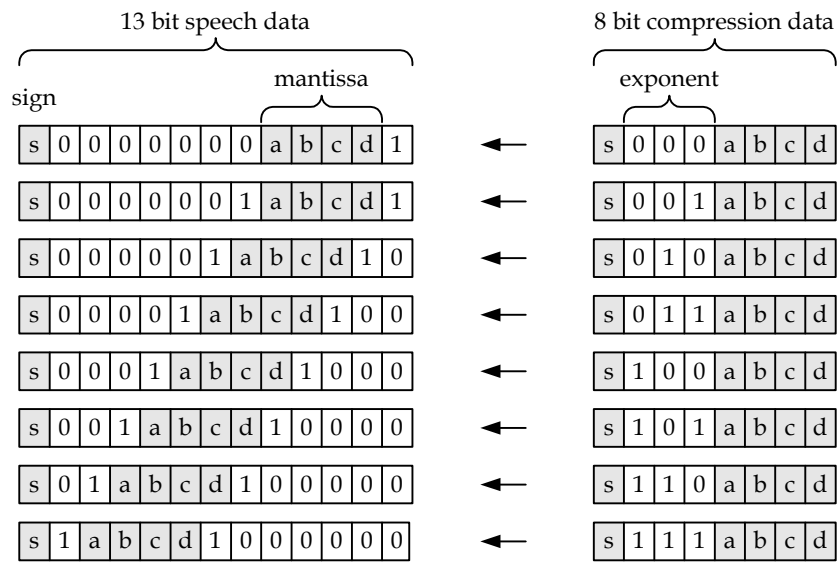 13 bit speech data 8 bit compression data
mantissa exponent
sign
s 0 0 0 0 0 0 0 a b c d 1 s 0 0 0 a b c d
s 0 0 0 0 0 0 1 a b c d 1 s 0 0 1 a b c d
s 0 0 0 0 0 1 a b c d 1 0 s 0 1 0 a b c d
s 0 0 0 0 1 a b c d 1 0 0 s 0 1 1 a b c d
s 0 0 0 1 a b c d 1 0 0 0 s 1 0 0 a b c d
s 0 0 1 a b c d 1 0 0 0 0 s 1 0 1 a b c d
s 0 1 a b c d 1 0 0 0 0 0 s 1 1 0 a b c d
s 1 a b c d 1 0 0 0 0 0 0 s 1 1 1 a b c d